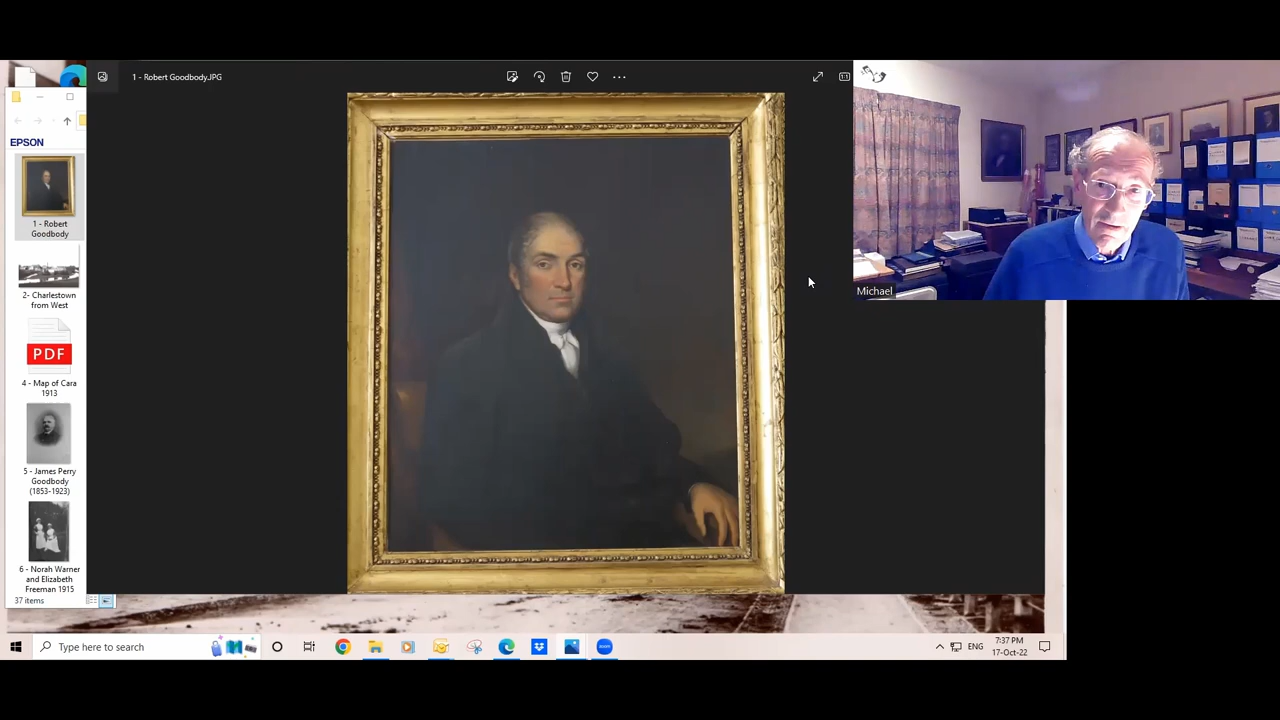 1 - Robert Goodbody.JPG
EPSON
1 - Robert
Goodbody
2- Charlestown
from West
PDF
4 - Map of Cara
1913
5 - James Perry
Goodbody
(1853-1923)
6 - Norah Warner
and Elizabeth
Freeman 1915
37 items
Michael
Type here to search
zoom
ENG
7:37 PM
17-Oct-22